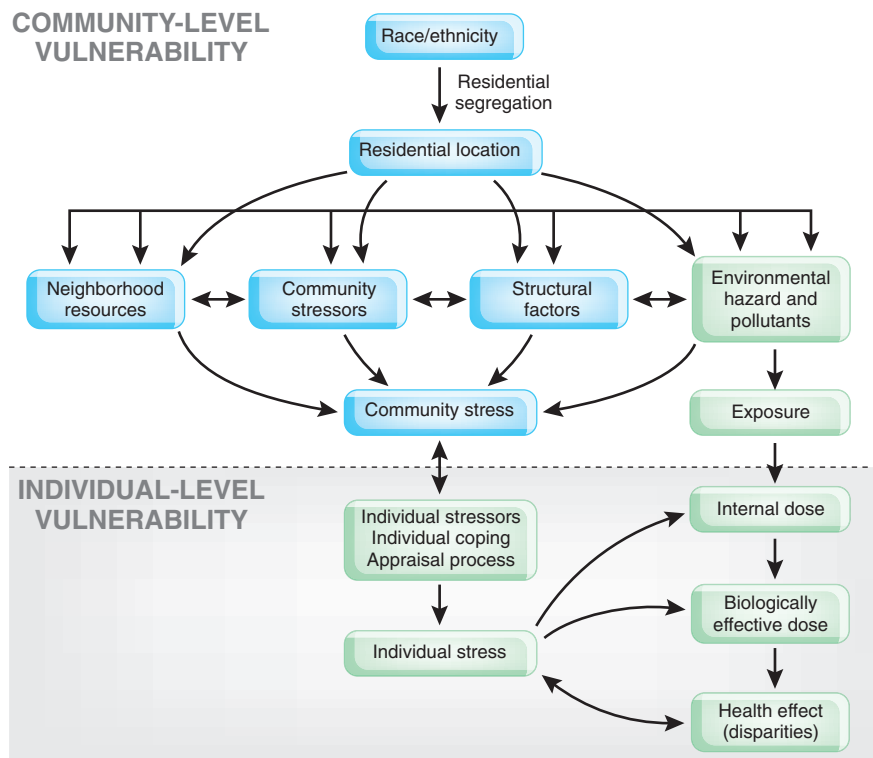 COMMUNITY-LEVEL
VULNERABILITY
Race/ethnicity
Residential
segregation
Residential location
Neighborhood
resources
Community
stressors
Structural
factors
Environmental
hazard and
pollutants
Community stress
Exposure
INDIVIDUAL-LEVEL
VULNERABILITY
Individual stressors
Individual coping
Appraisal process
Internal dose
Individual stress
Biologically
effective dose
Health effect
(disparities)